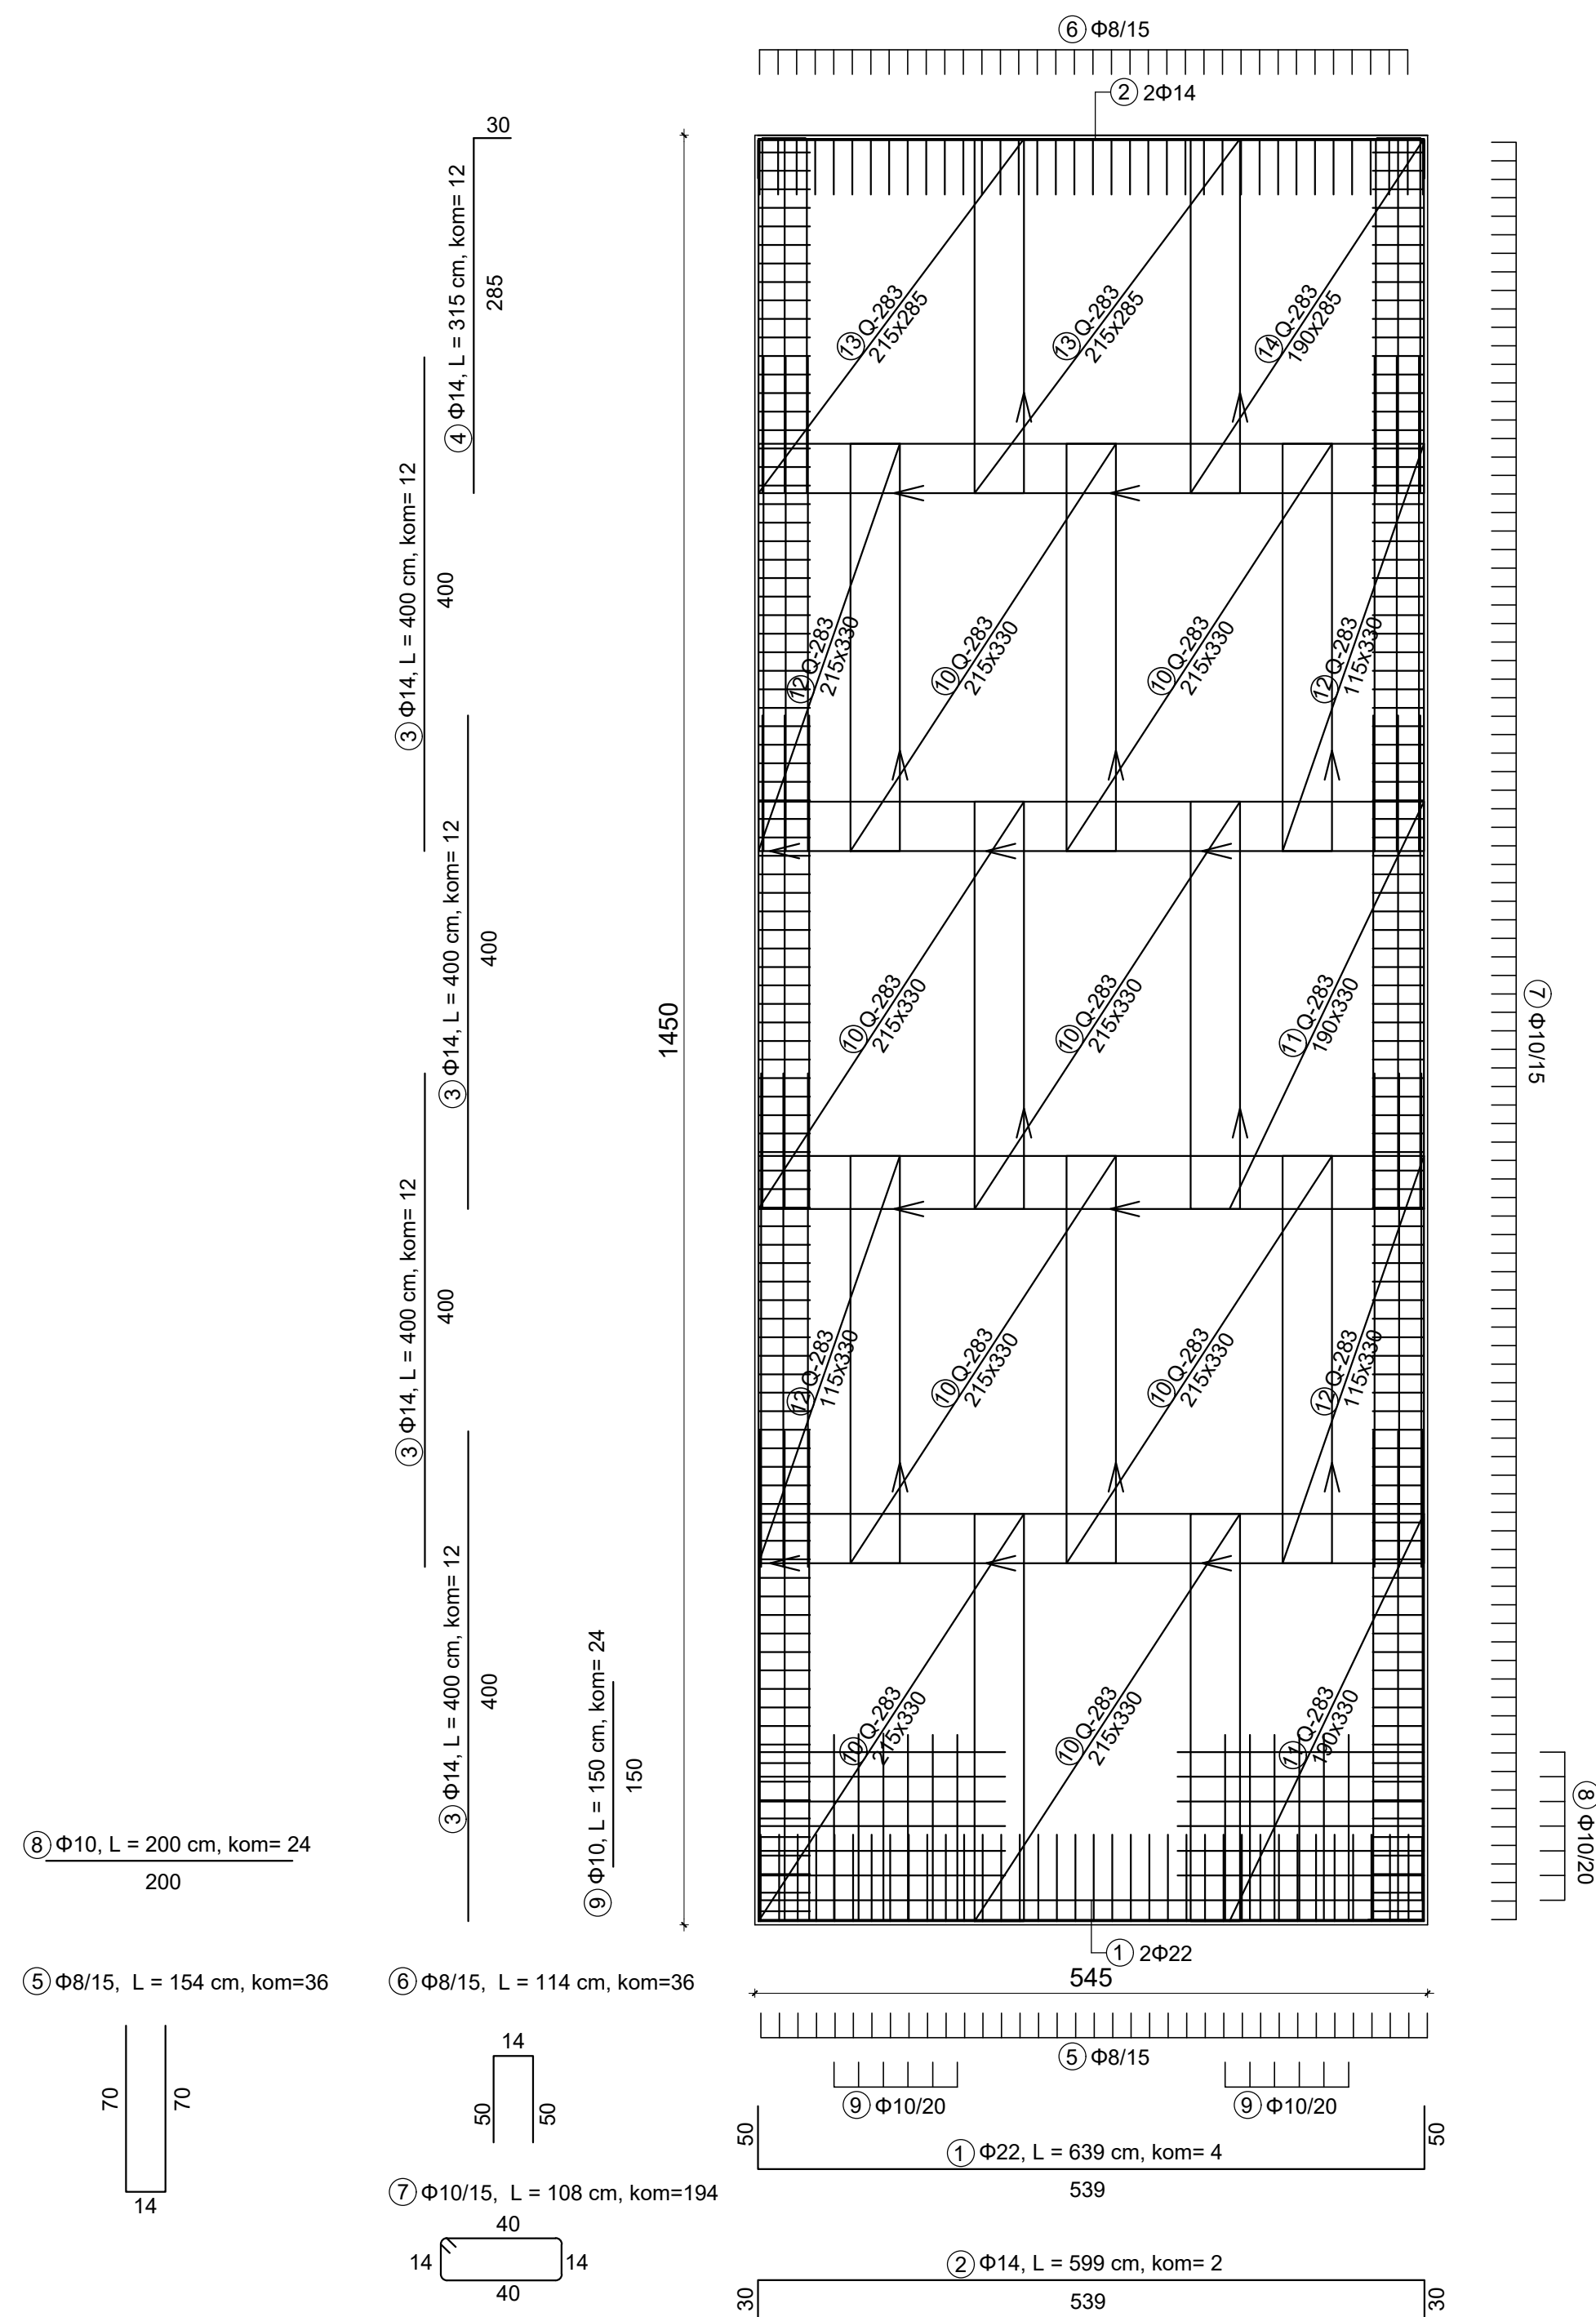 6 Φ8/15
2 2Φ14
30
4 Φ14, L = 315 cm, kom= 12
285
3 Φ14, L = 400 cm, kom= 12
400
3 Φ14, L = 400 cm, kom= 12
400
3 Φ14, L = 400 cm, kom= 12
400
3 Φ14, L = 400 cm, kom= 12
400
9 Φ10, L = 150 cm, kom= 24
150
8 Φ10, L = 200 cm, kom= 24
200
1450
13 Q-283
215x285
13 Q-283
215x285
14 Q-283
190x285
12 Q-283
215x330
10 Q-283
215x330
10 Q-283
215x330
12 Q-283
115x330
10 Q-283
215x330
10 Q-283
215x330
11 Q-283
190x330
12 Q-283
115x330
10 Q-283
215x330
10 Q-283
215x330
12 Q-283
115x330
10 Q-283
215x330
10 Q-283
215x330
11 Q-283
190x330
7 Φ10/15
8 Φ10/20
1 2Φ22
545
5 Φ8/15
9 Φ10/20
9 Φ10/20
5 Φ8/15, L = 154 cm, kom=36
70
70
14
6 Φ8/15, L = 114 cm, kom=36
14
50
50
7 Φ10/15, L = 108 cm, kom=194
40
14
14
40
50
1 Φ22, L = 639 cm, kom= 4
50
539
2 Φ14, L = 599 cm, kom= 2
30
539
30